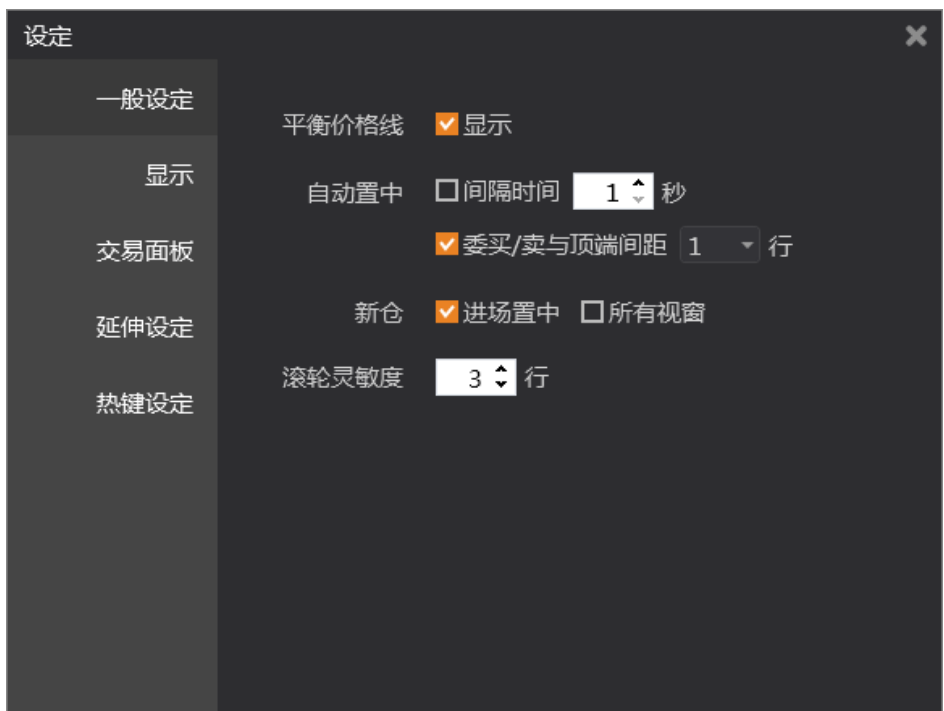 设定
一般设定
显示
交易面板
延伸设定
热键设定
平衡价格线 显示
自动置中 间隔时间 1 秒
委买/卖与顶端间距 1 行
新仓 进场置中 所有视窗
滚轮灵敏度 3 行